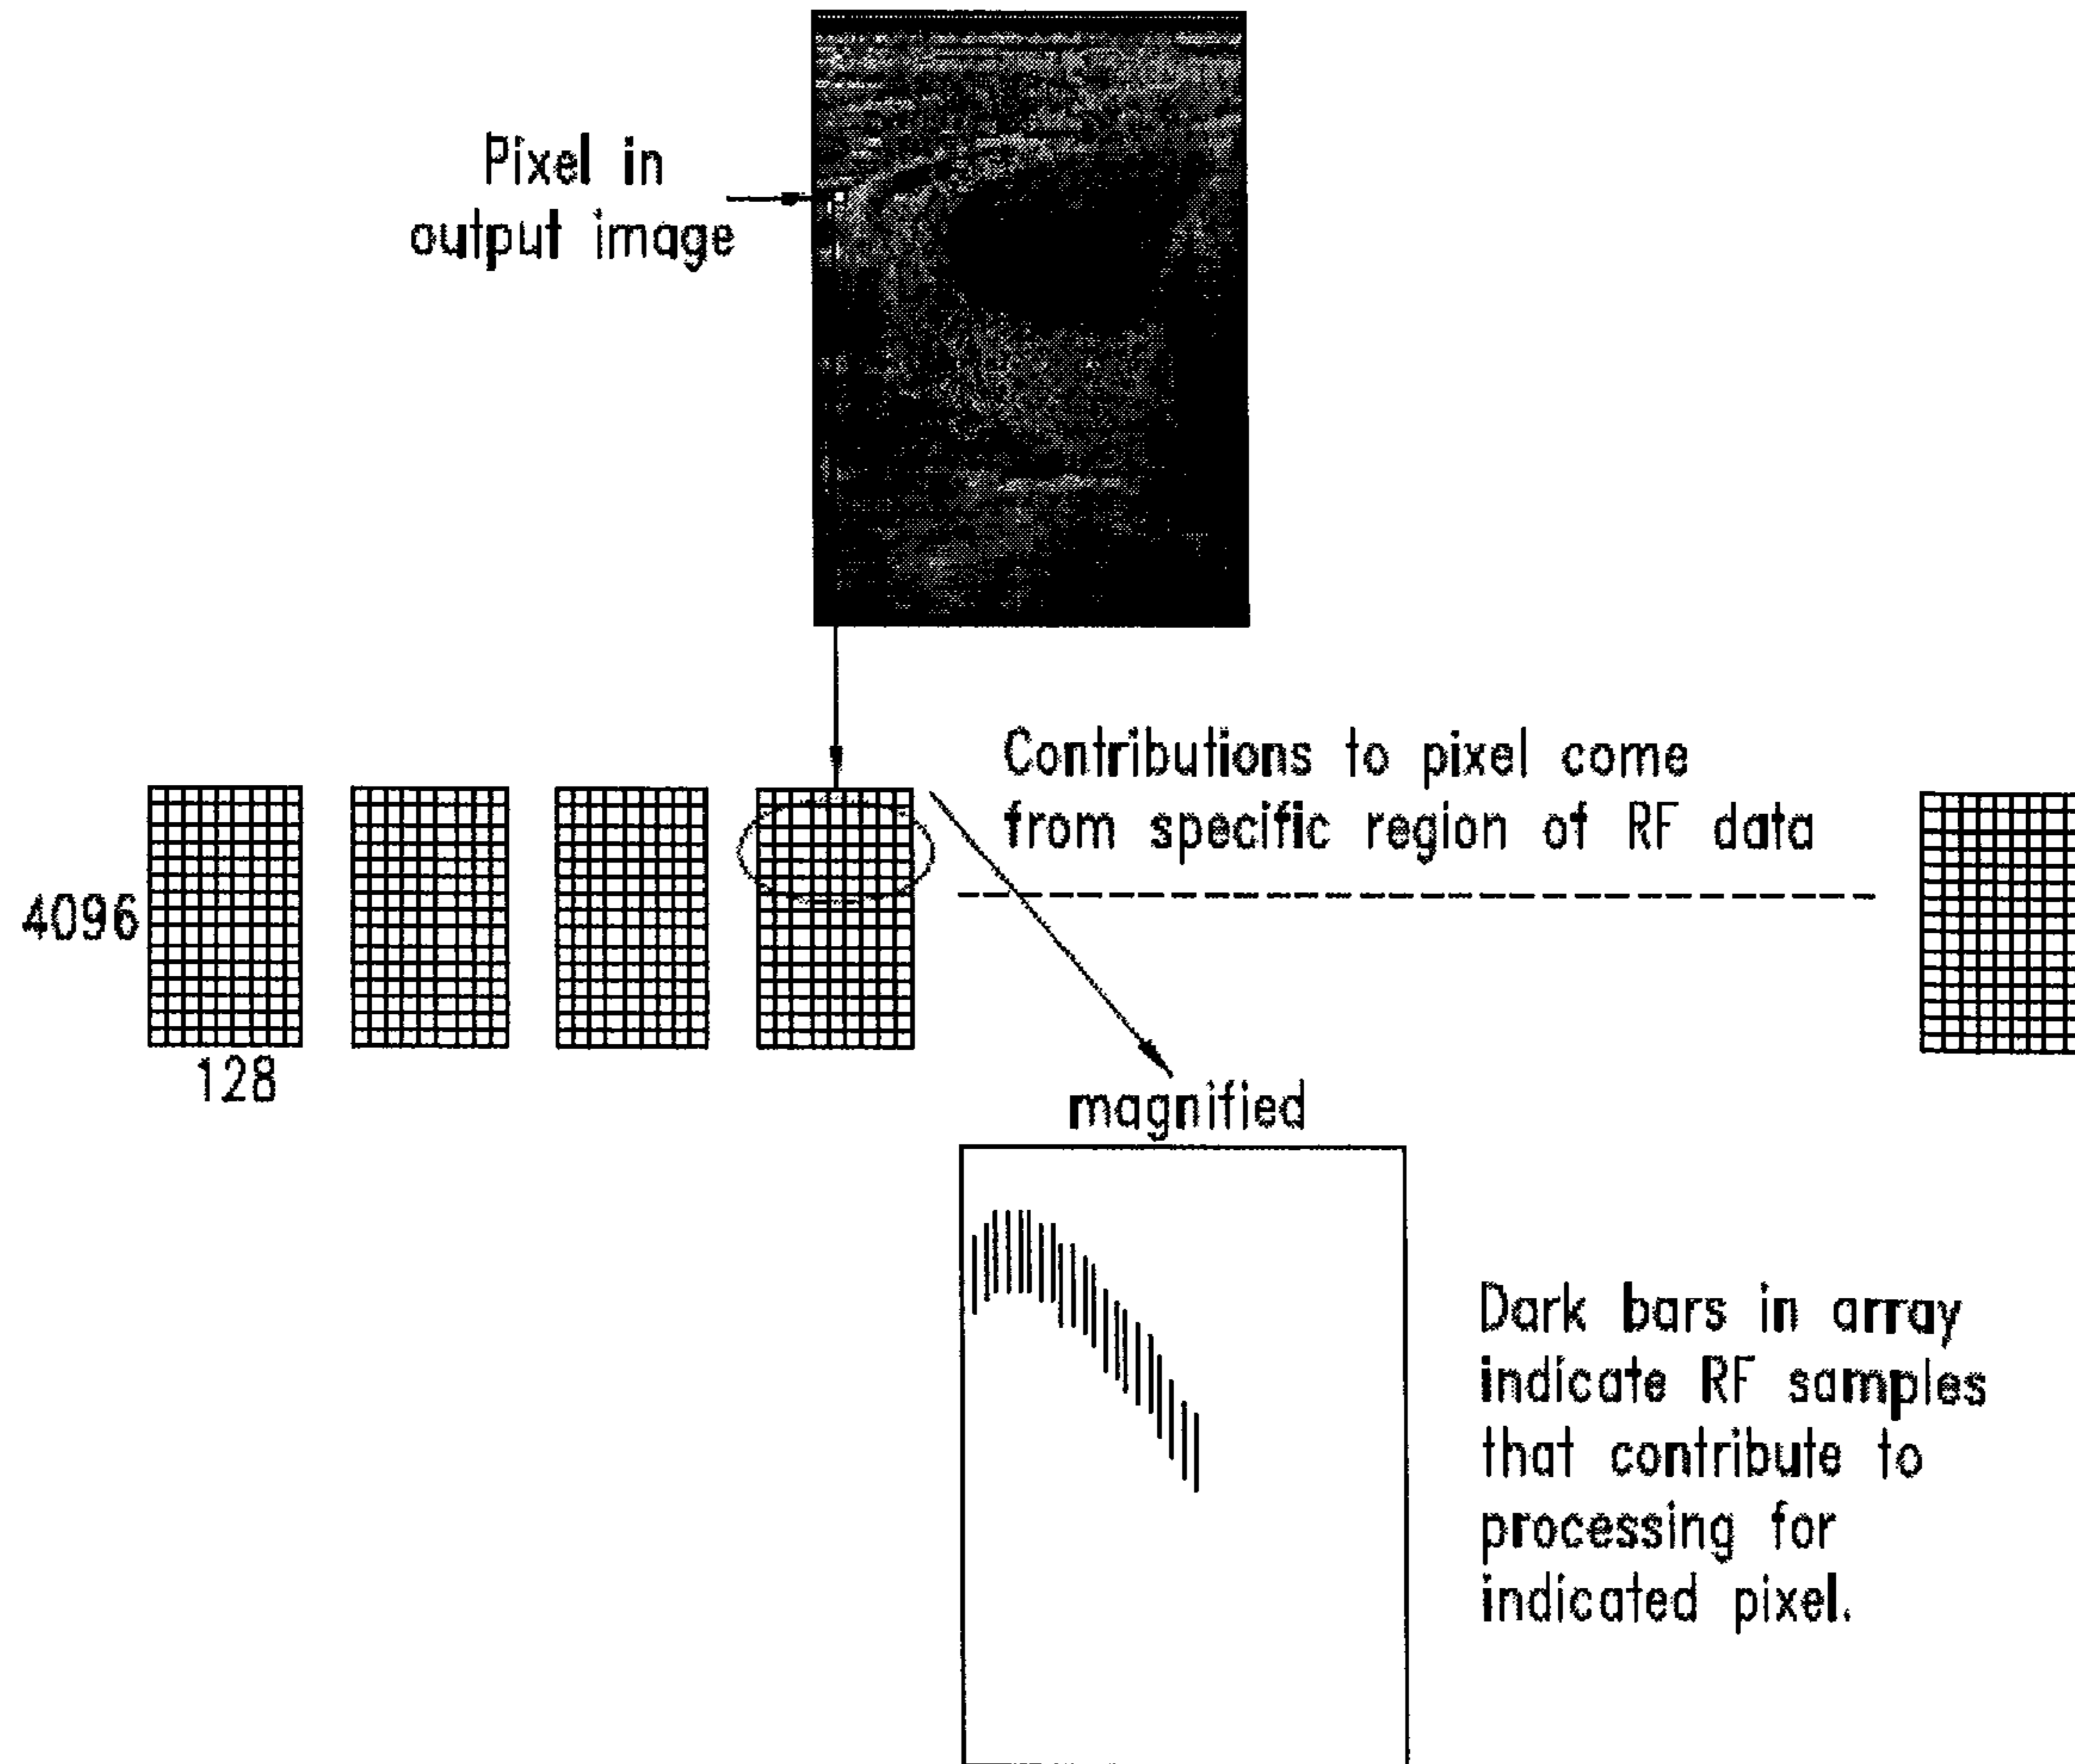 Pixel in
output image
Contributions to pixel come
from specific region of RF data
4096
128
magnified
Dark bars in array
indicate RF samples
that contribute to
processing for
indicated pixel.